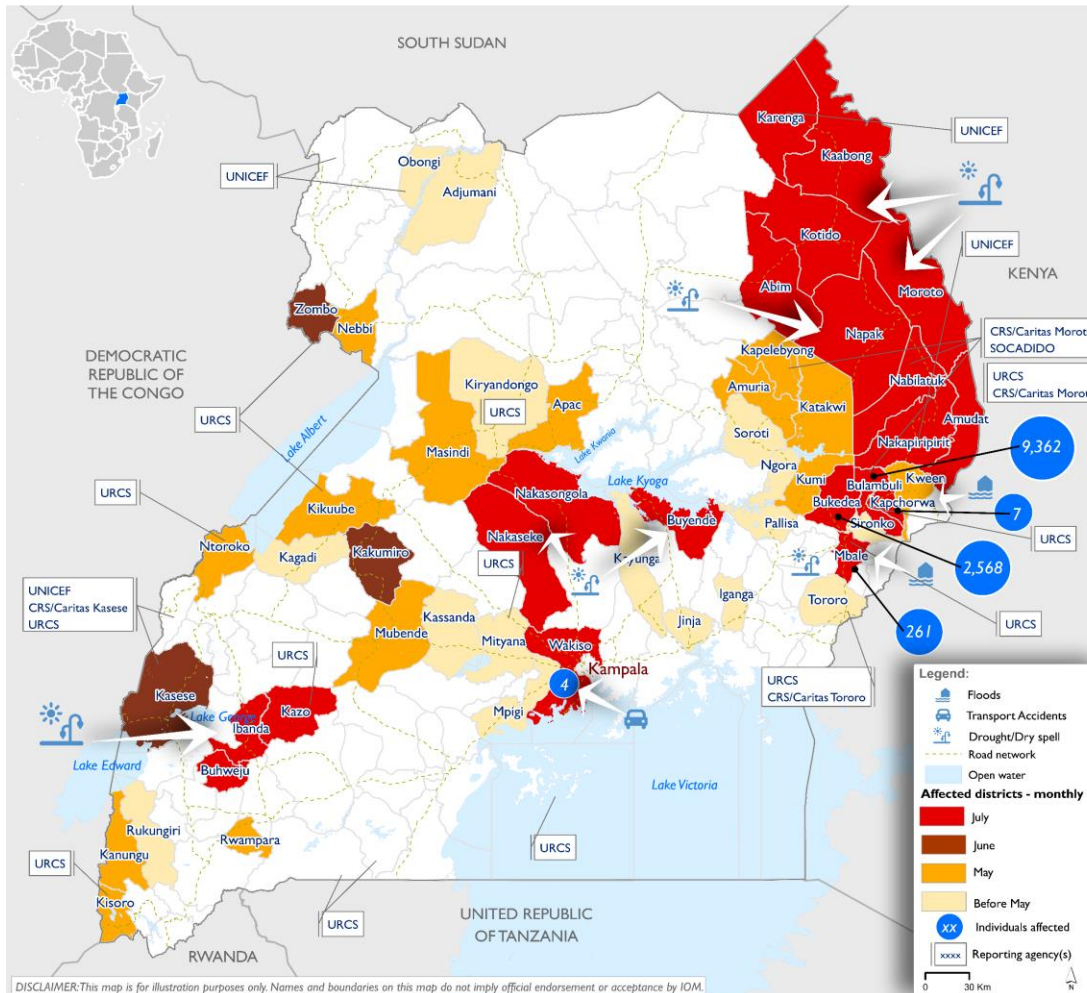 SOUTH SUDAN
Karenga
UNICEF
Kaabong
Obongi
UNICEF
Adjumani
Kotido
UNICEF
KENYA
Abim
Moroto
Zombo
Nebbi
Napak
CRS/Caritas Morot
SOCADIDO
DEMOCRATIC
REPUBLIC OF
THE CONGO
Kapelebyong
Kiryandongo
Amuria
Nabilatuk
URCS
CRS/Caritas Morot
URCS
URCS
Apac
Katakwi
Amudat
Lake Albert
Masindi
Lake Kwania
Soroti
Nakapiripirit
9,362
Ngora
Kumi
Bulambuli
Kween
Lake Kyoga
Nakasongola
Bukedea
Kapchorwa
7
URCS
Kikuube
Buyende
Pallisa
Sironko
URCS
Ntoroko
Kagadi
Kakumiro
Nakaseke
Mbale
URCS
Kayunga
2,568
UNICEF
CRS/Caritas Kasese
URCS
Kassanda
Iganga
Tororo
261
URCS
Mubende
Mityana
Jinja
URCS
Wakiso
Kampala
4
URCS
CRS/Caritas Tororo
Kasese
Kazo
Mpigi
Lake George
Ibanda
Lake Edward
Buhweju
Lake Victoria
Rukungiri
Rwampara
URCS
Kanungu
URCS
Kisoro
URCS
UNITED REPUBLIC
OF TANZANIA
RWANDA
Legend:
Floods
Transport Accidents
Drought/Dry spell
Road network
Open water
Affected districts - monthly
July
June
May
Before May
xx
Individuals affected
xxxx
Reporting agency(s)
0 30 Km
N
DISCLAIMER:This map is for illustration purposes only. Names and boundaries on this map do not imply official endorsement or acceptance by IOM.